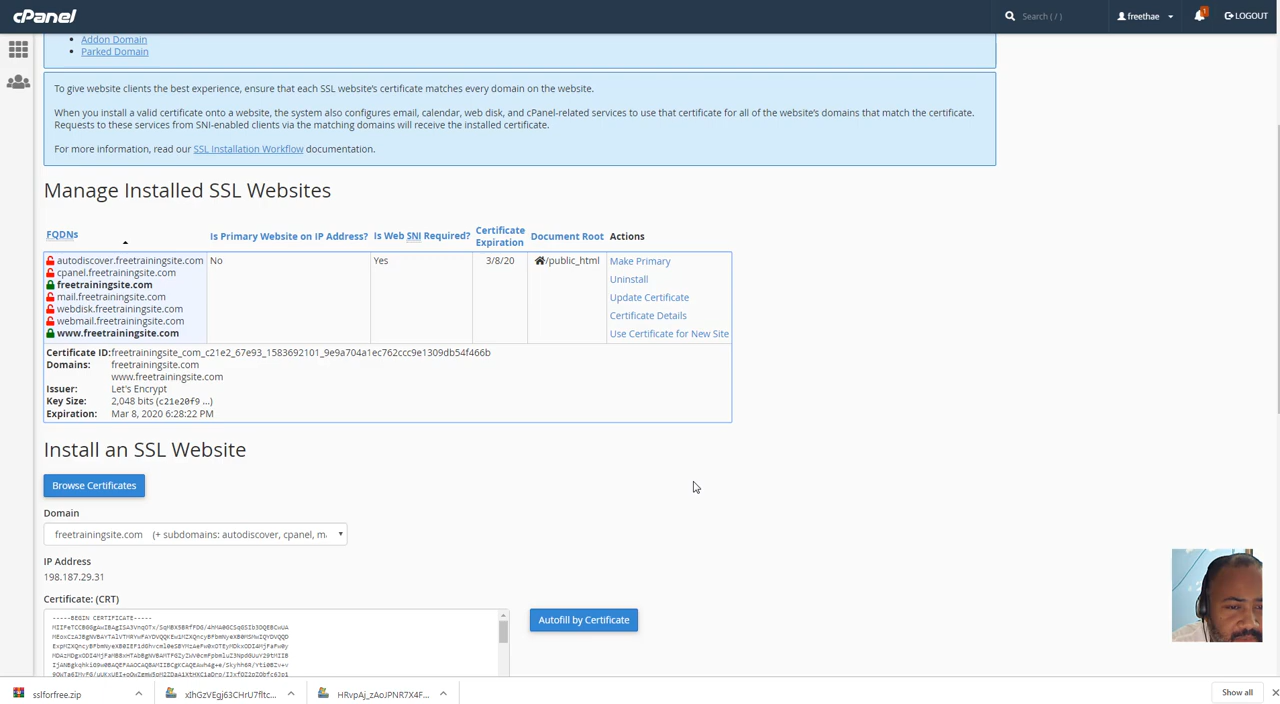 cPanel
Search ( / )
freethae
1
LOGOUT
Addon Domain
Parked Domain
To give website clients the best experience, ensure that each SSL website's certificate matches every domain on the website.
When you install a valid certificate onto a website, the system also configures email, calendar, web disk, and cPanel-related services to use that certificate for all of the website's domains that match the certificate.
Requests to these services from SNI-enabled clients via the matching domains will receive the installed certificate.
For more information, read our SSL Installation Workflow documentation.
Manage Installed SSL Websites
FQDNs
Is Primary Website on IP Address?
Is Web SNI Required?
Certificate
Expiration
Document Root
Actions
autodiscover.freetrainingsite.com
cpanel.freetrainingsite.com
freetrainingsite.com
mail.freetrainingsite.com
webdisk.freetrainingsite.com
webmail.freetrainingsite.com
www.freetrainingsite.com
No
Yes
3/8/20
/public_html
Make Primary
Uninstall
Update Certificate
Certificate Details
Use Certificate for New Site
Certificate ID: freetrainingsite_com_c21e2_67e93_1583692101_9e9a704a1ec762ccc9e1309db54f466b
Domains: freetrainingsite.com
www.freetrainingsite.com
Issuer: Let's Encrypt
Key Size: 2,048 bits (c21e20f9 ...)
Expiration: Mar 8, 2020 6:28:22 PM
Install an SSL Website
Browse Certificates
Domain
freetrainingsite.com (+ subdomains: autodiscover, cpanel, ma
IP Address
198.187.29.31
Certificate: (CRT)
-----BEGIN CERTIFICATE-----
Autofill by Certificate
sslforfree.zip
Show all